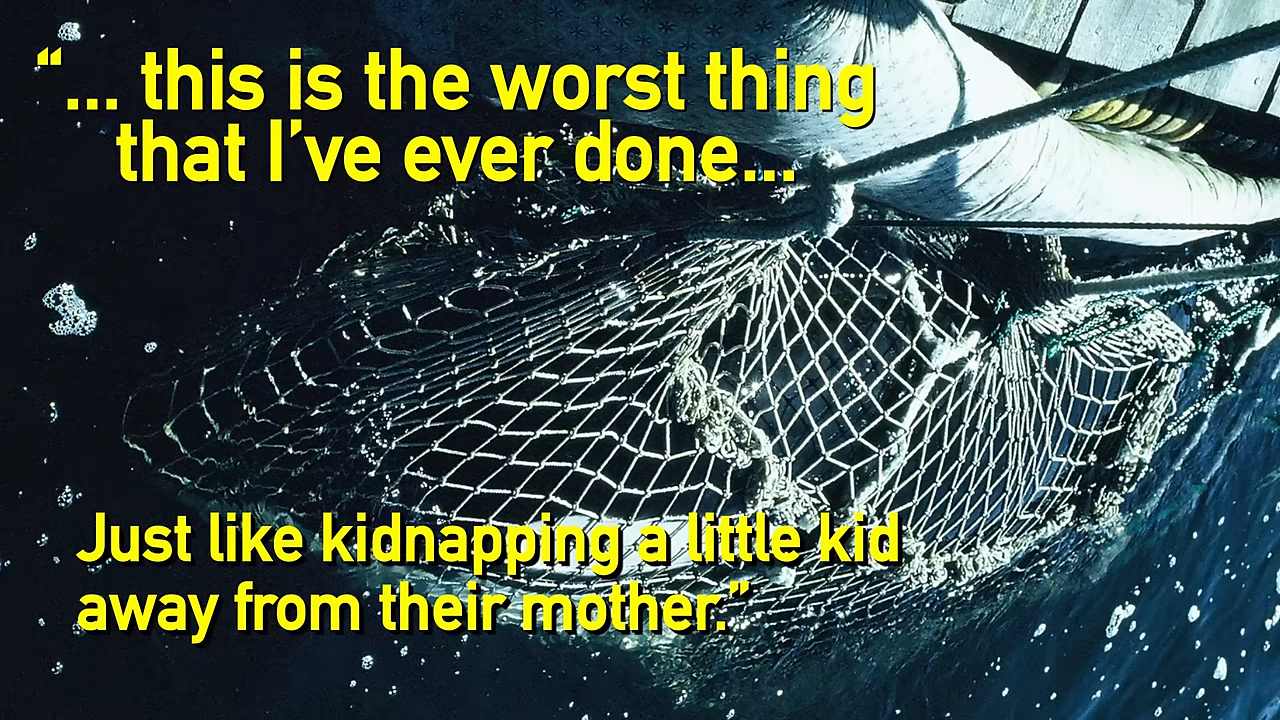 “... this is the worst thing
that I’ve ever done...
Just like kidnapping a little kid
away from their mother.”